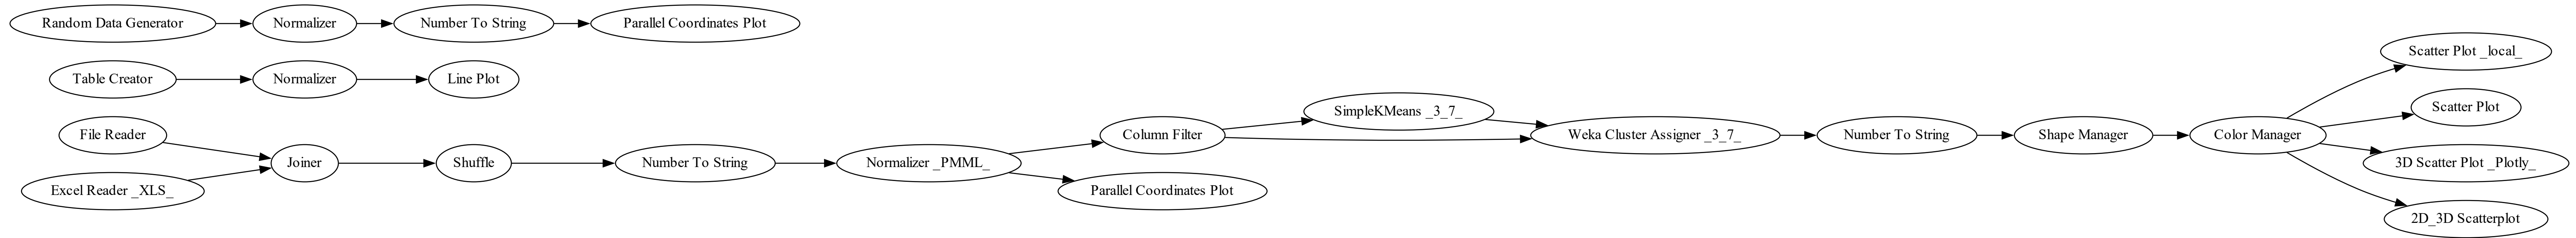 Random Data Generator
Normalizer
Number To String
Parallel Coordinates Plot
Table Creator
Normalizer
Line Plot
File Reader
Excel Reader _XLS_
Joiner
Shuffle
Number To String
Normalizer _PMML_
Column Filter
Parallel Coordinates Plot
SimpleKMeans _3_7_
Weka Cluster Assigner _3_7_
Number To String
Shape Manager
Color Manager
Scatter Plot _local_
Scatter Plot
3D Scatter Plot _Plotly_
2D_3D Scatterplot